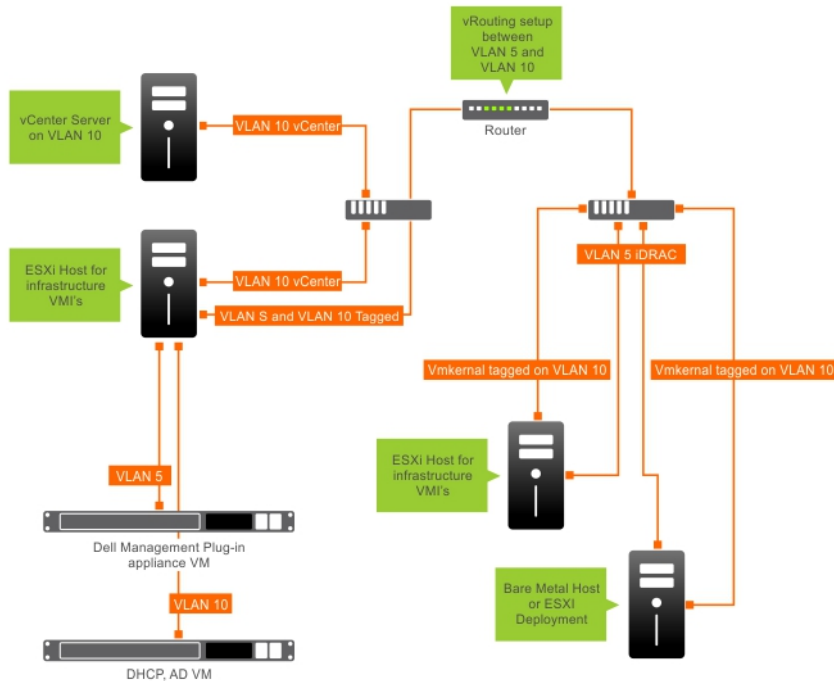 vRouting setup
between
VLAN 5 and
VLAN 10
Router
vCenter Server
on VLAN 10
VLAN 10 vCenter
ESXi Host for
infrastructure
VMI's
VLAN 10 vCenter
VLAN S and VLAN 10 Tagged
VLAN 5 iDRAC
Vmkernal tagged on VLAN 10
Vmkernal tagged on VLAN 10
ESXi Host for
infrastructure
VMI's
VLAN 5
Dell Management Plug-in
appliance VM
Bare Metal Host
or ESXI
Deployment
VLAN 10
DHCP, AD VM